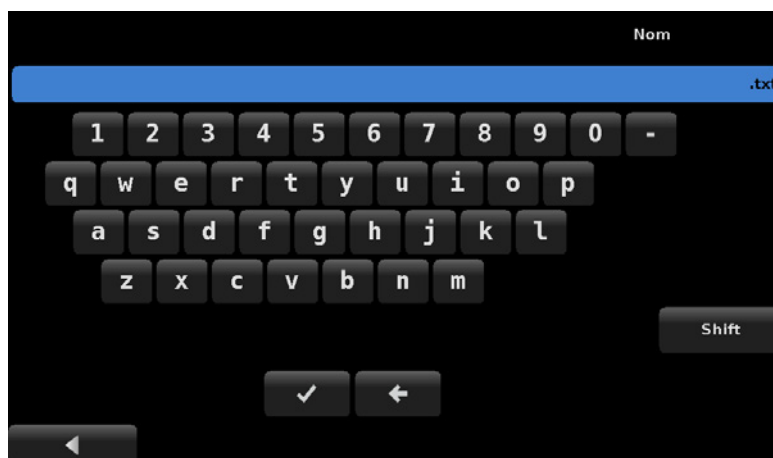 Nom
.txt
1 2 3 4 5 6 7 8 9 0 -
q w e r t y u i o p
a s d f g h j k l
z x c v b n m
Shift